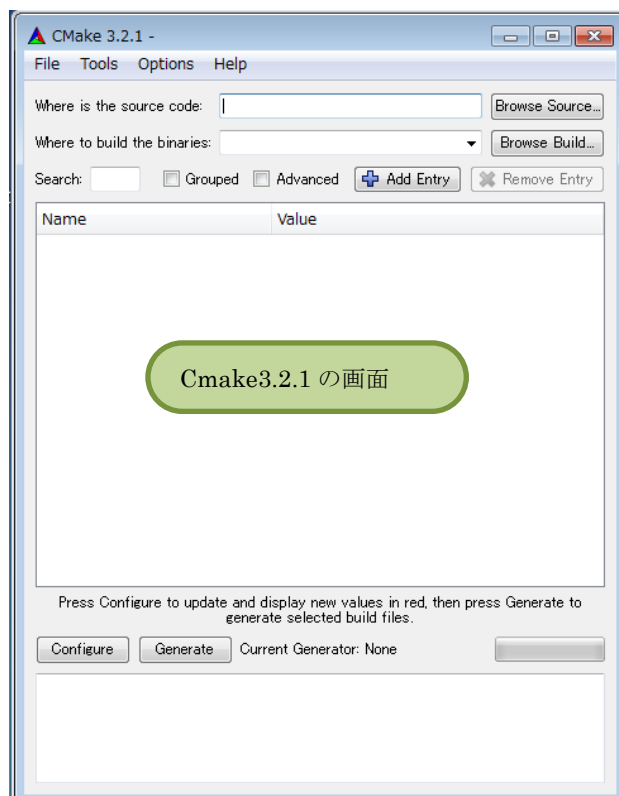 CMake 3.2.1 -
File Tools Options Help
Where is the source code: Browse Source...
Where to build the binaries: Browse Build...
Search: Grouped Advanced Add Entry Remove Entry
Name Value
Cmake3.2.1 の画面
Press Configure to update and display new values in red, then press Generate to
generate selected build files.
Configure Generate Current Generator: None